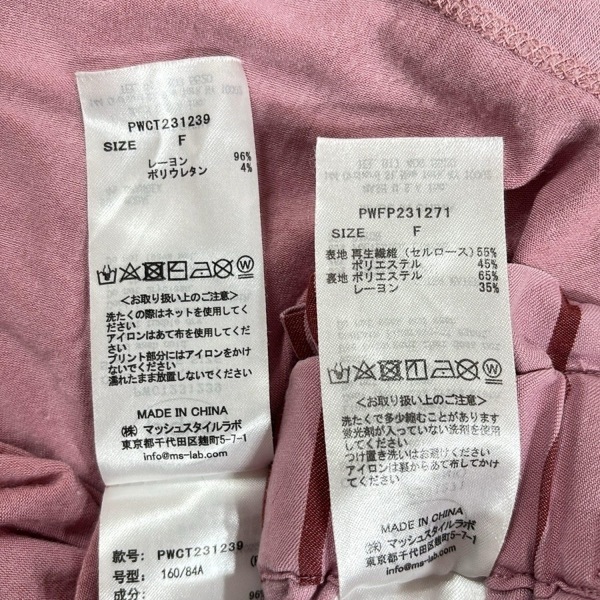 PWCT231239
SIZE F
レーヨン 96%
ポリウレタン 4%
<お取り扱い上のご注意>
洗たくの際はネットを使用してく
ださい
アイロンはあて布を使用してくだ
さい
プリント部分にはアイロンをかけ
ないでください
濡れたまま放置しないでください
MADE IN CHINA
(株) マッシュスタイルラボ
東京都千代田区麹町5-7-1
info@ms-lab.com
款号: PWCT231239
号型: 160/84A
成分:
96%
PWFP231271
SIZE F
表地 再生繊維 (セルロース) 55%
ポリエステル 45%
裏地 ポリエステル 65%
レーヨン 35%
<お取り扱い上のご注意>
洗たくで多少縮むことがあります
蛍光剤が入っていない洗剤を使用
してください
つけ置き洗いはお避けください
アイロンは裏からあて布してかけ
てください
MADE IN CHINA
(株) マッシュスタイルラボ
東京都千代田区麹町5-7-1
info@ms-lab.com